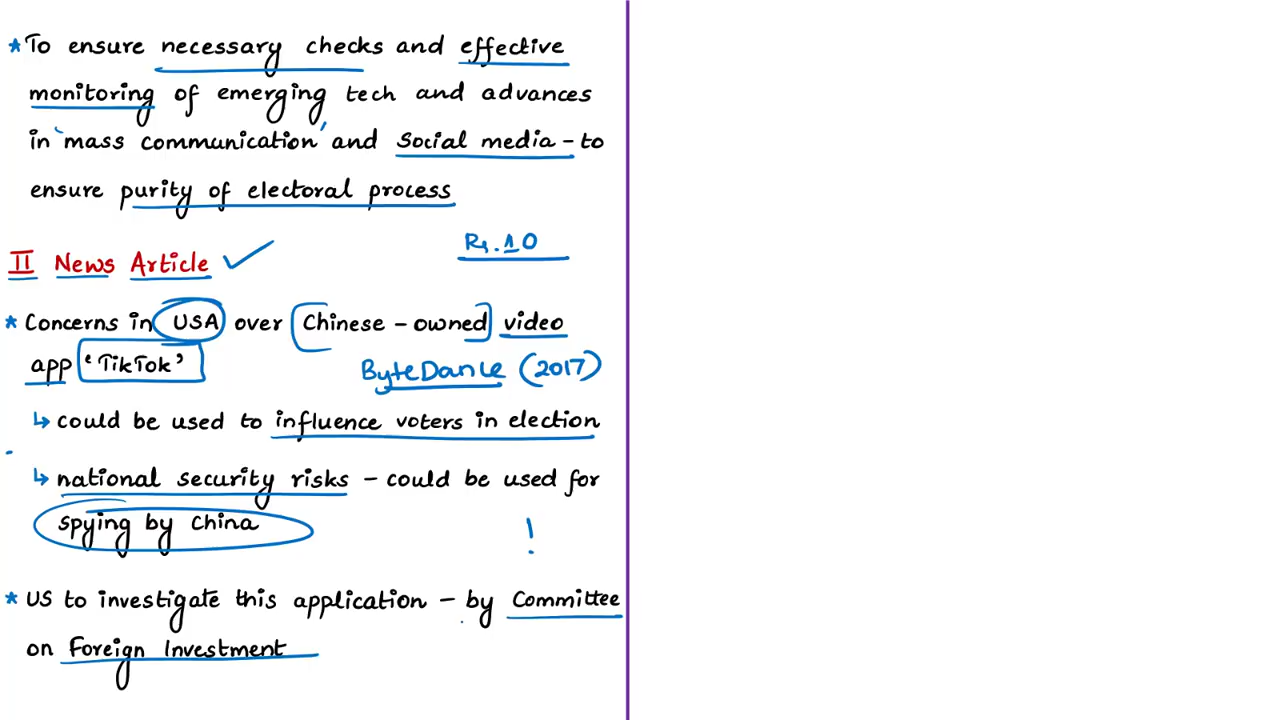 * To ensure necessary checks and effective
monitoring of emerging tech and advances
in 'mass communication' and Social media - to
ensure purity of electoral process
Rs. 10
II News Article ✓
* Concerns in USA over [Chinese - owned] video
app 'TikTok'
ByteDance (2017)
↳ could be used to influence voters in election
↳ national security risks - could be used for
spying by China
!
* US to investigate this application - by Committee
on Foreign Investment